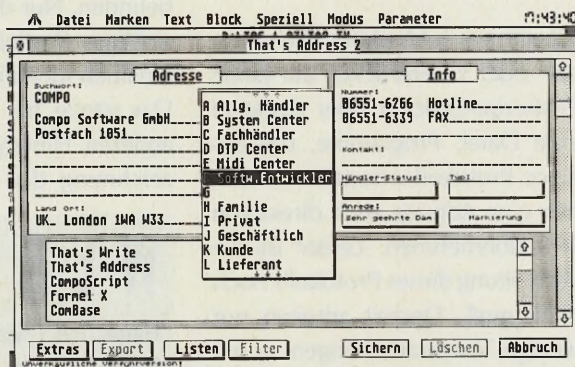 Datei Marken Text Block Speziell Modus Parameter
That's Address 2
Adresse
Info
Suchwort:
COMPO
Compo Software GmbH
Postfach 1051
Land Ort:
UK_ London 1WA W33
A Allg. Händler
B System Center
C Fachhändler
D DTP Center
E Midi Center
F Softw.Entwickler
G
H Familie
I Privat
J Geschäftlich
K Kunde
L Lieferant
Nummer:
06551-6266 Hotline
06551-6339 FAX
Kontakt:
Händler-Status: Typ:
Anrede:
Sehr geehrte Dam
Markierung
That's Write
That's Address
CompoScript
Formel X
ComBase
Extras Export Listen Filter Sichern Löschen Abbruch
Unverkäufliche Verführversion!